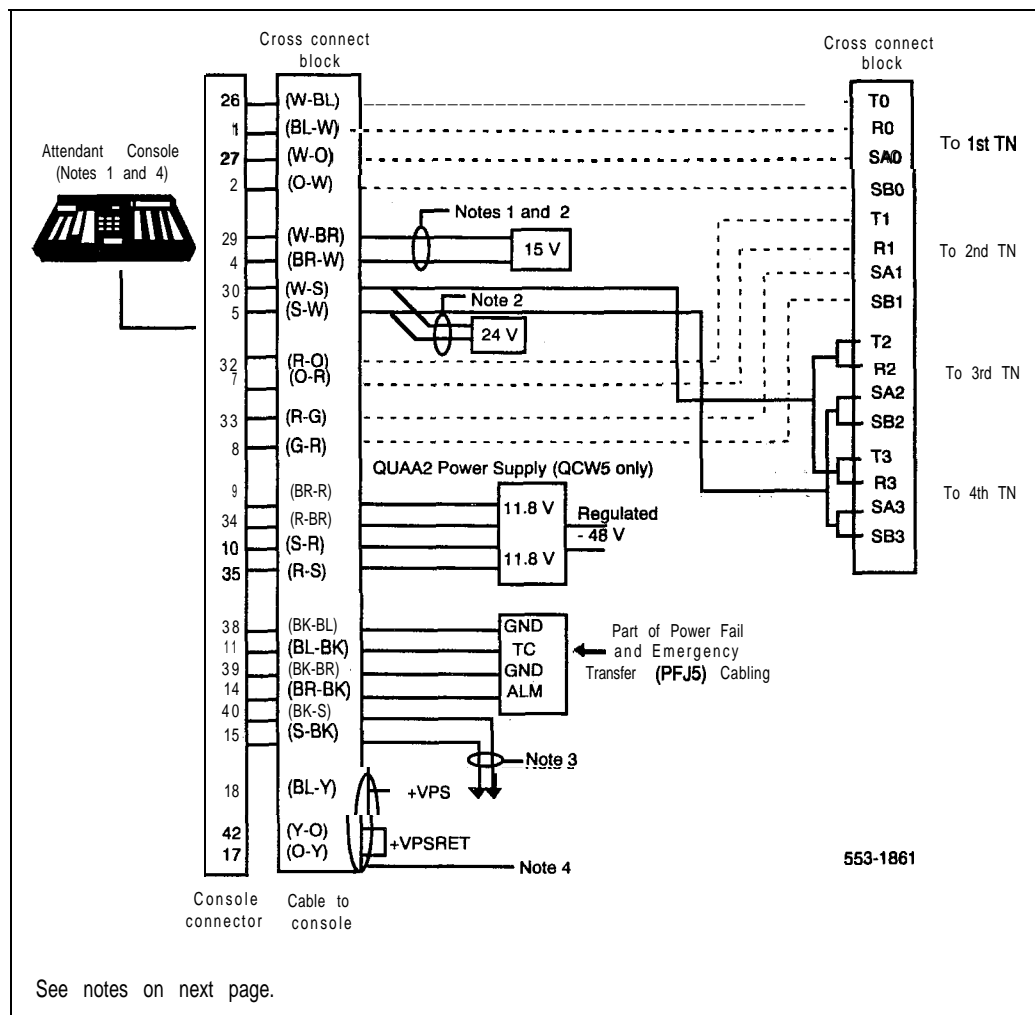 Cross connect
block
Cross connect
block
Attendant Console
(Notes 1 and 4)
26 (W-BL)
1 (BL-W)
27 (W-O)
2 (O-W)
29 (W-BR)
4 (BR-W)
30 (W-S)
5 (S-W)
32 (R-O)
7 (O-R)
33 (R-G)
8 (G-R)
9 (BR-R)
34 (R-BR)
10 (S-R)
35 (R-S)
38 (BK-BL)
11 (BL-BK)
39 (BK-BR)
14 (BR-BK)
40 (BK-S)
15 (S-BK)
18 (BL-Y)
42 (Y-O)
17 (O-Y)
Console
connector
Cable to
console
Notes 1 and 2
15 V
Note 2
24 V
QUAA2 Power Supply (QCW5 only)
11.8 V
11.8 V
Regulated
- 48 V
GND
TC
GND
ALM
Part of Power Fail
and Emergency
Transfer (PFJ5) Cabling
Note 3
+VPS
+VPSRET
Note 4
T0
R0
SA0
SB0
To 1st TN
T1
R1
SA1
SB1
To 2nd TN
T2
R2
SA2
SB2
To 3rd TN
T3
R3
SA3
SB3
To 4th TN
553-1861
See notes on next page.